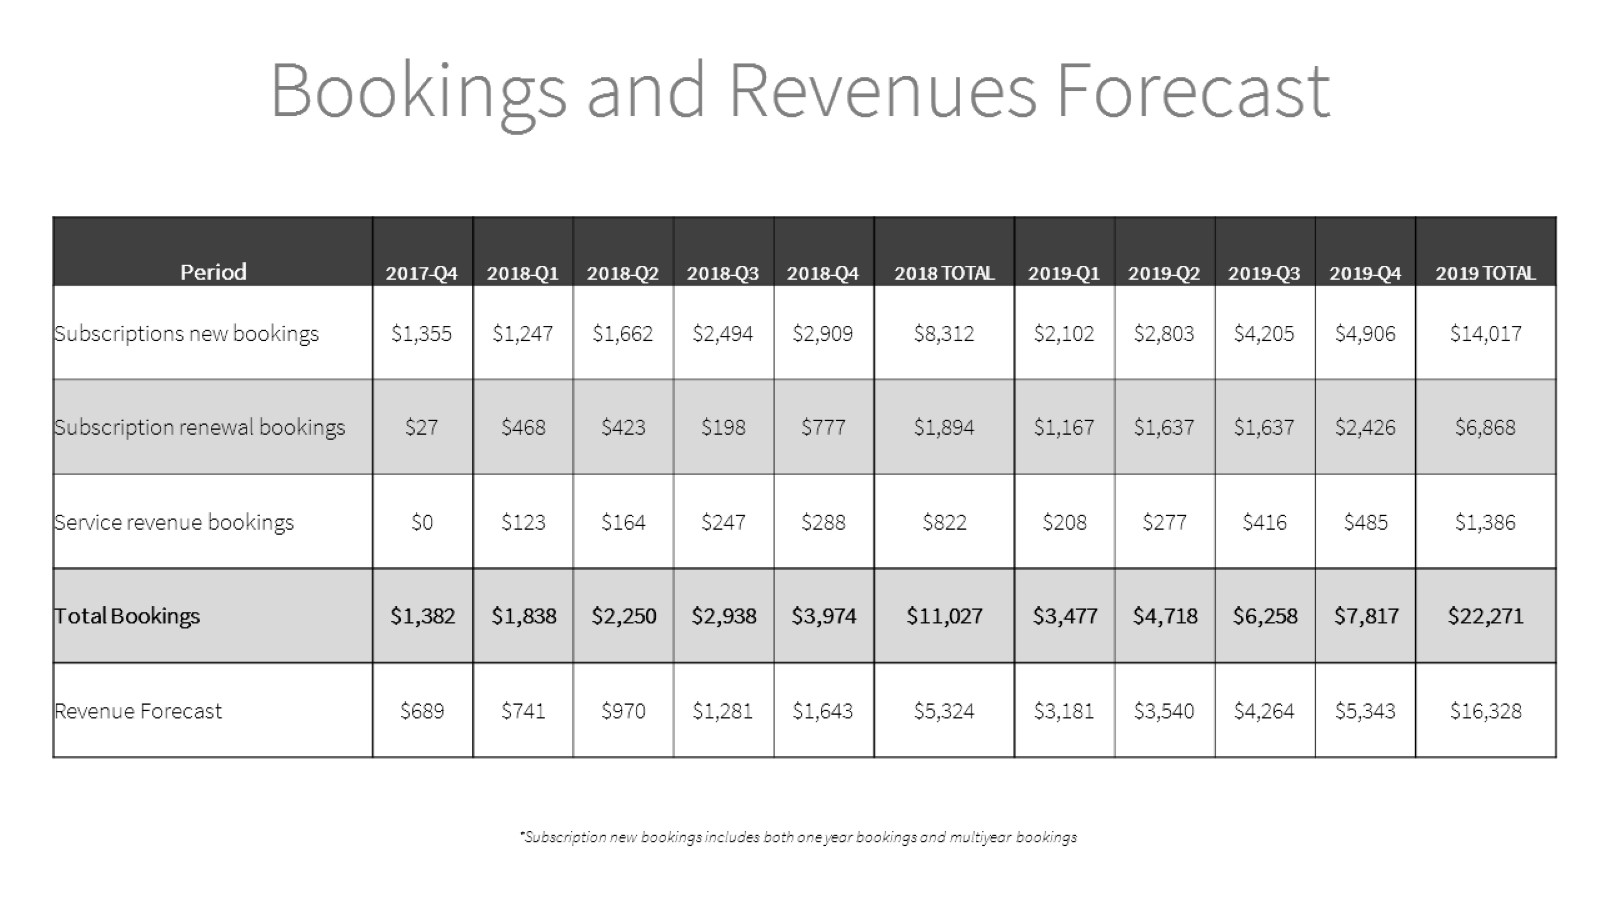 Bookings and Revenues Forecast
Period 2017-Q4 2018-Q1 2018-Q2 2018-Q3 2018-Q4 2018 TOTAL 2019-Q1 2019-Q2 2019-Q3 2019-Q4 2019 TOTAL
Subscriptions new bookings $1,355 $1,247 $1,662 $2,494 $2,909 $8,312 $2,102 $2,803 $4,205 $4,906 $14,017
Subscription renewal bookings $27 $468 $423 $198 $777 $1,894 $1,167 $1,637 $1,637 $2,426 $6,868
Service revenue bookings $0 $123 $164 $247 $288 $822 $208 $277 $416 $485 $1,386
Total Bookings $1,382 $1,838 $2,250 $2,938 $3,974 $11,027 $3,477 $4,718 $6,258 $7,817 $22,271
Revenue Forecast $689 $741 $970 $1,281 $1,643 $5,324 $3,181 $3,540 $4,264 $5,343 $16,328
*Subscription new bookings includes both one year bookings and multiyear bookings